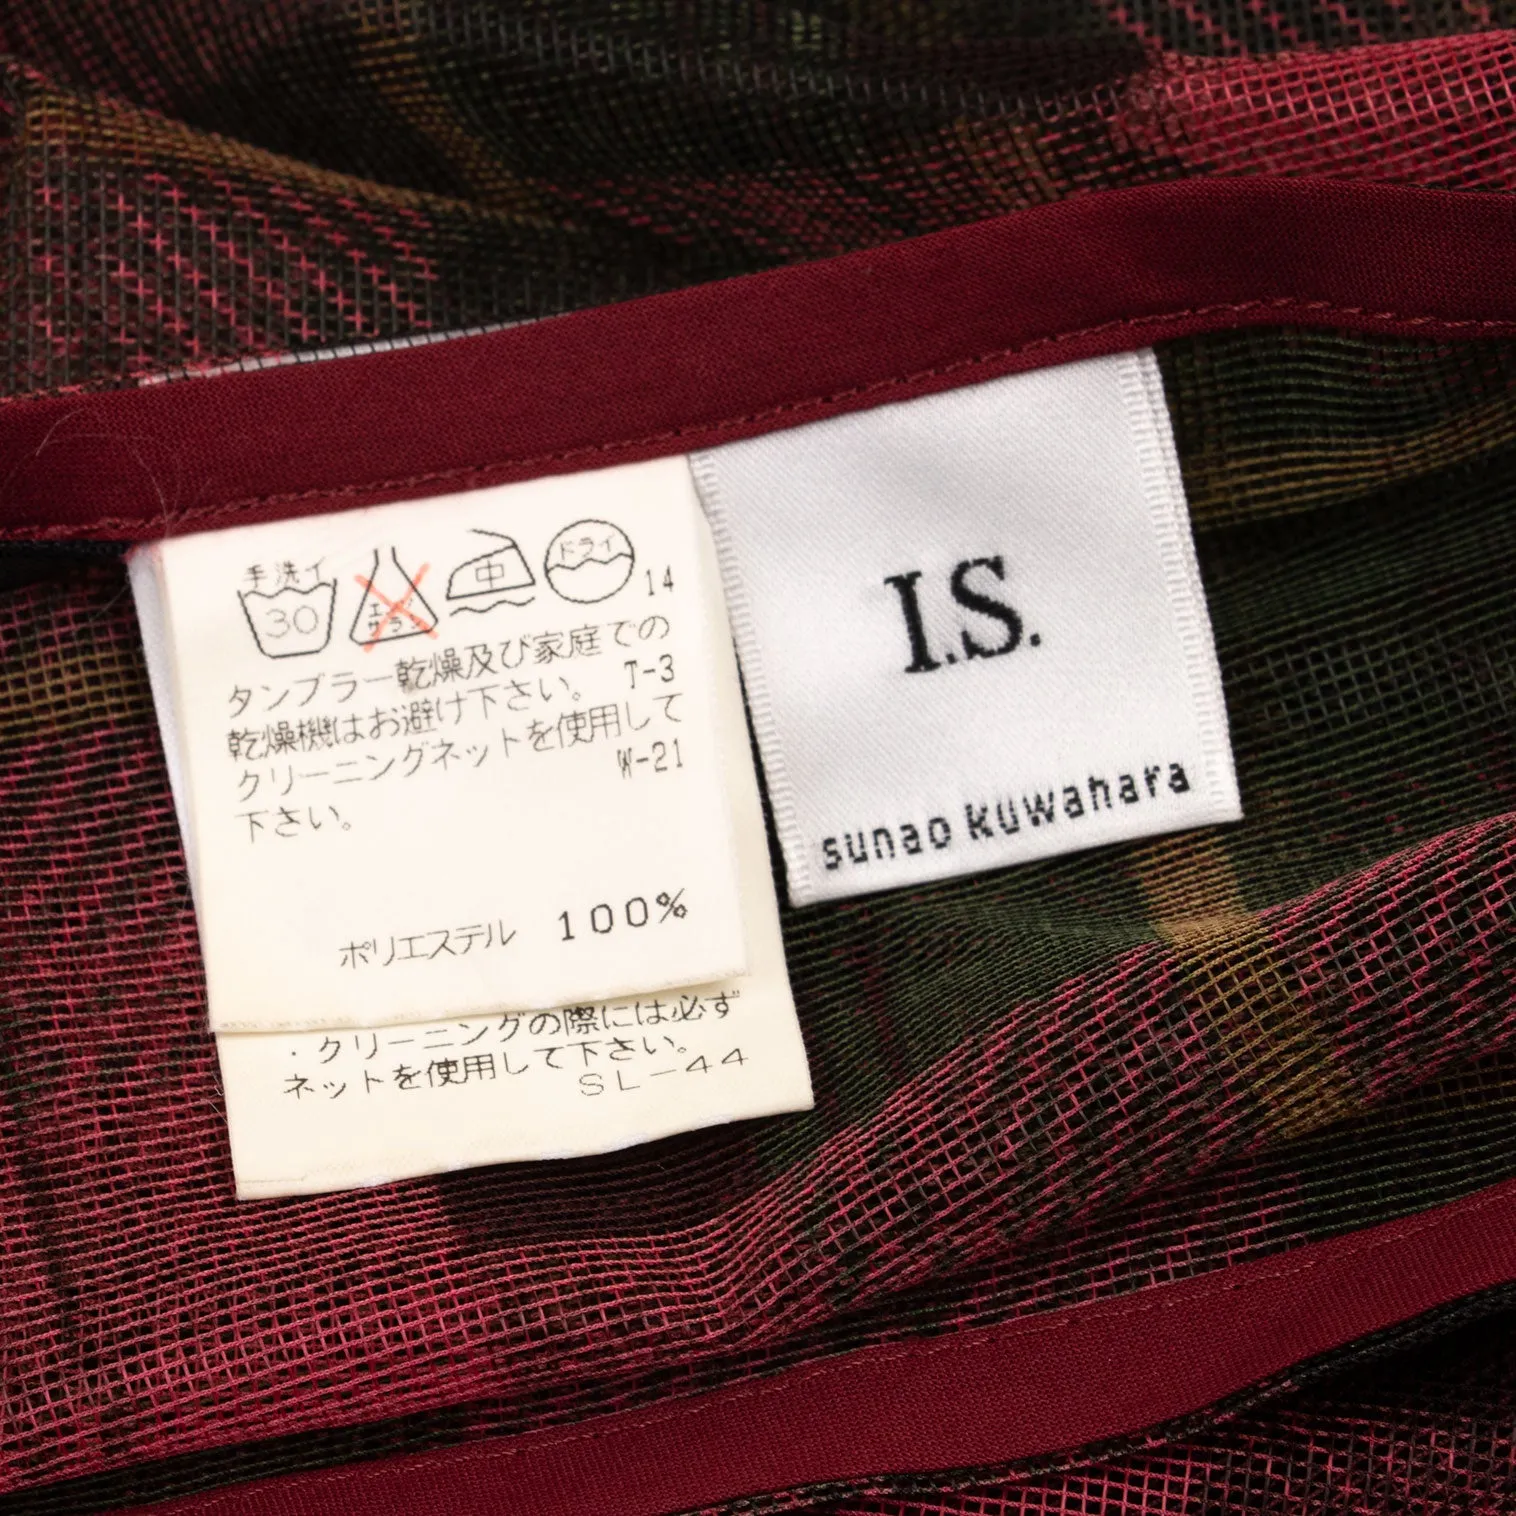 手洗イ
30
エンソ
サラシ
中
ドライ
14
タンブラー乾燥及び家庭での
T-3
乾燥機はお避け下さい。
クリーニングネットを使用して
W-21
下さい。
ポリエステル 100%
・クリーニングの際には必ず
ネットを使用して下さい。
SL-44
I.S.
sunao kuwahara